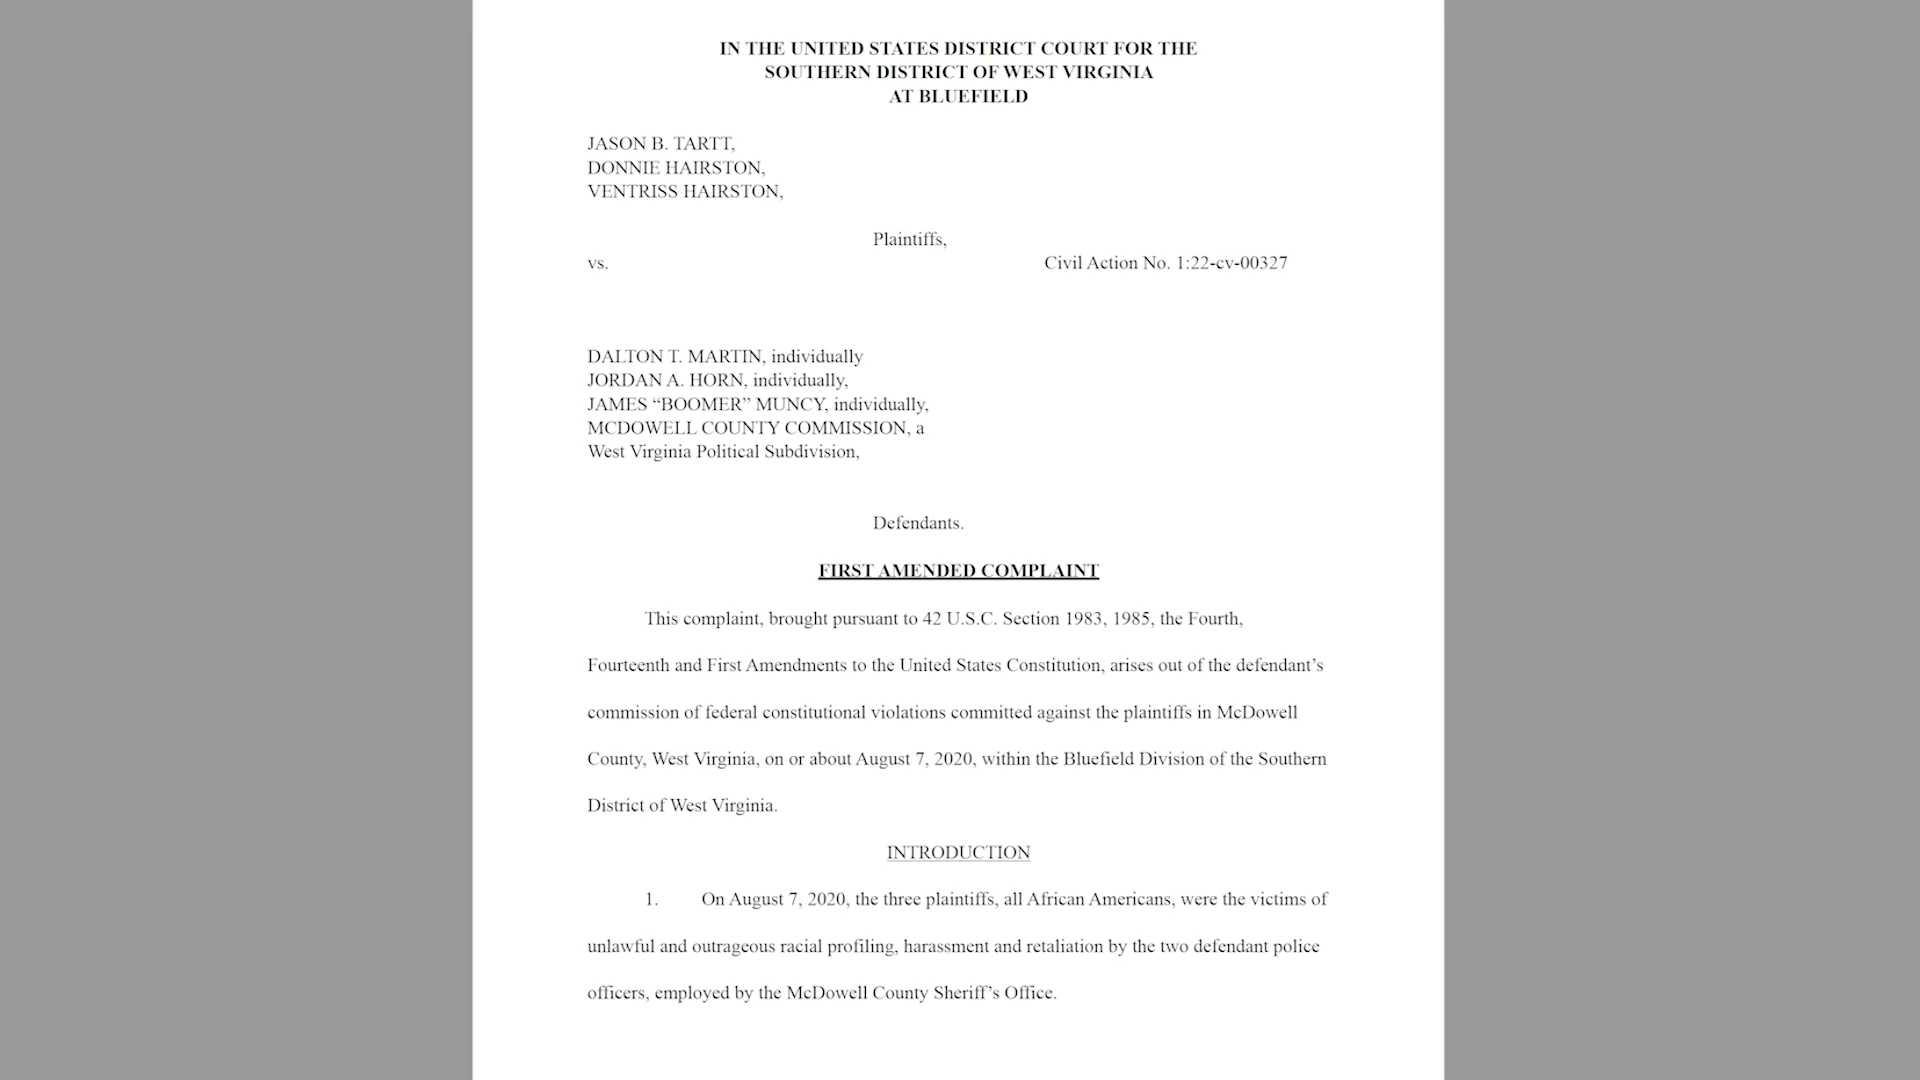 IN THE UNITED STATES DISTRICT COURT FOR THE
SOUTHERN DISTRICT OF WEST VIRGINIA
AT BLUEFIELD
JASON B. TARTT,
DONNIE HAIRSTON,
VENTRISS HAIRSTON,
Plaintiffs,
vs. Civil Action No. 1:22-cv-00327
DALTON T. MARTIN, individually
JORDAN A. HORN, individually,
JAMES “BOOMER” MUNCY, individually,
MCDOWELL COUNTY COMMISSION, a
West Virginia Political Subdivision,
Defendants.
FIRST AMENDED COMPLAINT
This complaint, brought pursuant to 42 U.S.C. Section 1983, 1985, the Fourth,
Fourteenth and First Amendments to the United States Constitution, arises out of the defendant’s
commission of federal constitutional violations committed against the plaintiffs in McDowell
County, West Virginia, on or about August 7, 2020, within the Bluefield Division of the Southern
District of West Virginia.
INTRODUCTION
1. On August 7, 2020, the three plaintiffs, all African Americans, were the victims of
unlawful and outrageous racial profiling, harassment and retaliation by the two defendant police
officers, employed by the McDowell County Sheriff’s Office.